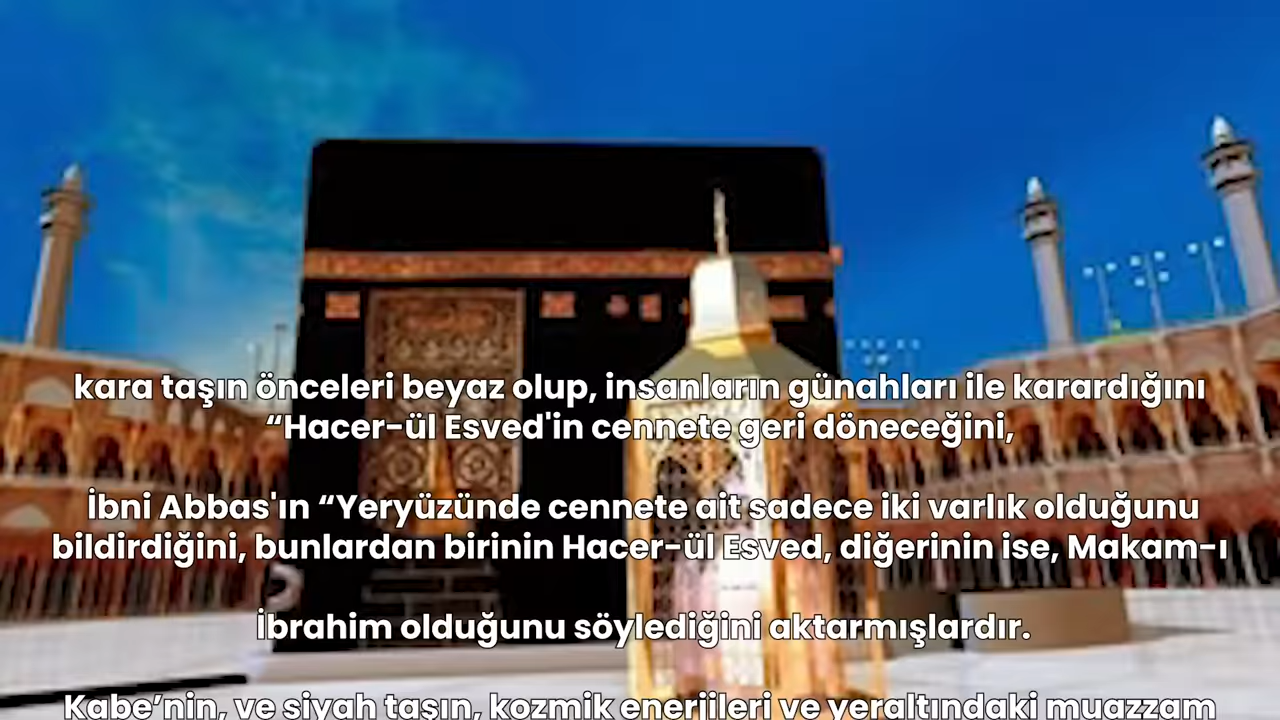 kara taşın önceleri beyaz olup, insanların günahları ile karardığını
“Hacer-ül Esved'in cennete geri döneceğini,
İbni Abbas'ın “Yeryüzünde cennete ait sadece iki varlık olduğunu
bildirdiğini, bunlardan birinin Hacer-ül Esved, diğerinin ise, Makam-ı
İbrahim olduğunu söylediğini aktarmışlardır.
Kabe’nin, ve siyah taşın, kozmik enerjileri ve yeraltındaki muazzam